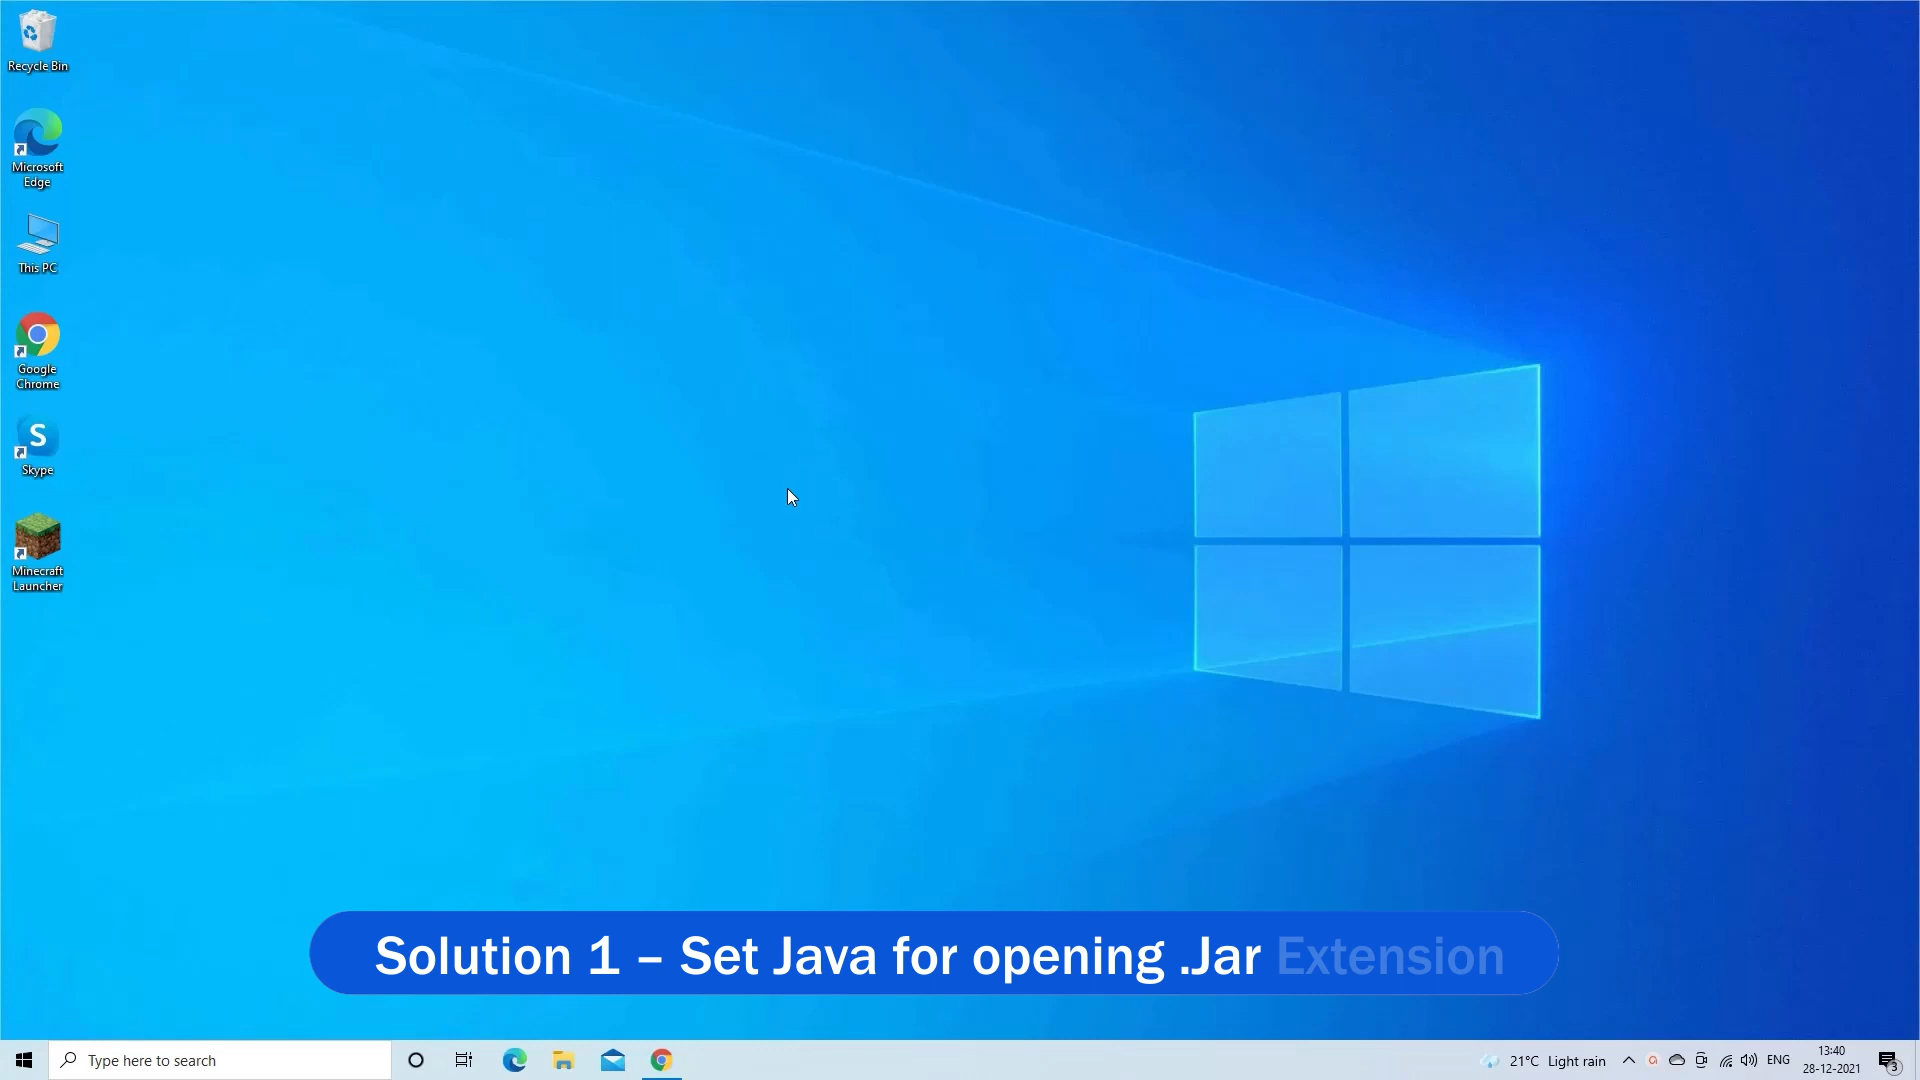 Recycle Bin
Microsoft
Edge
This PC
Google
Chrome
S
Skype
Minecraft
Launcher
Solution 1 – Set Java for opening .Jar Extension
Type here to search
21°C Light rain
ENG
13:40
28-12-2021
3